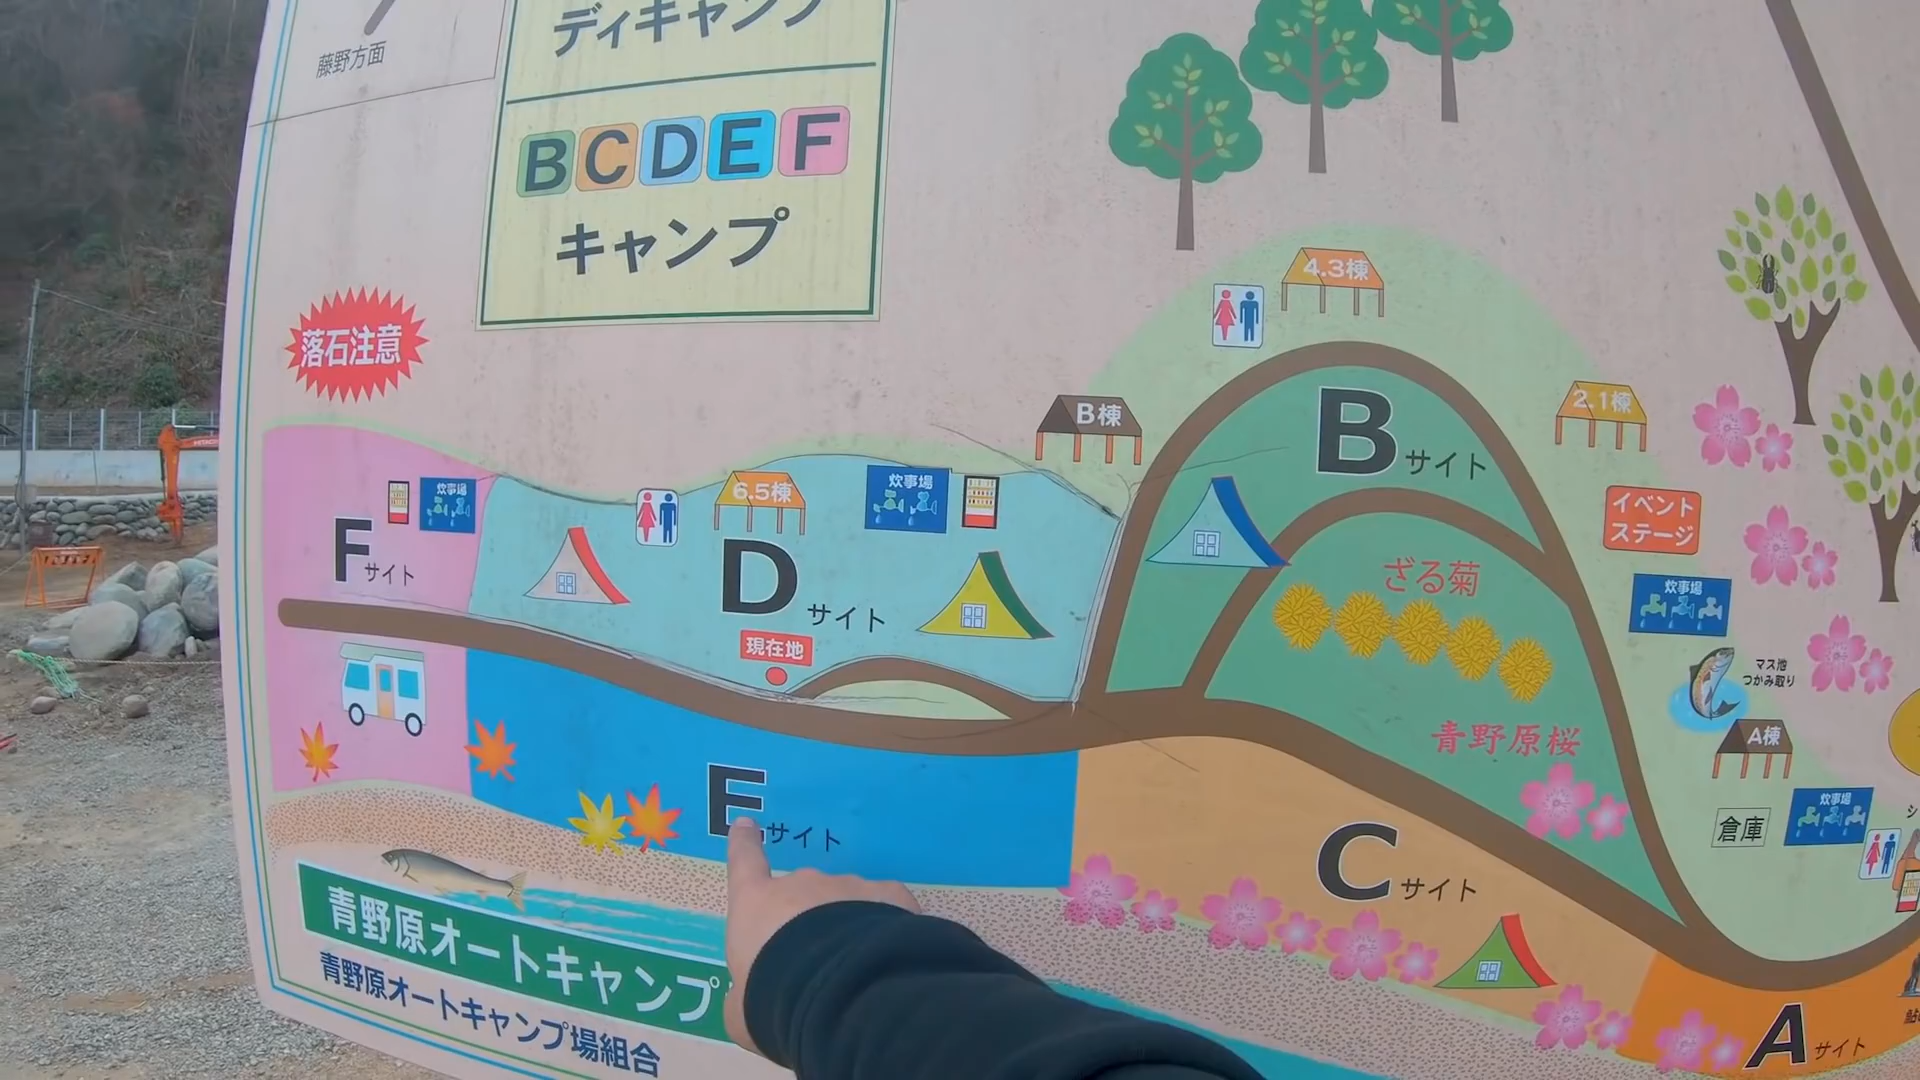 藤野方面
デイキャンプ
BCDEF
キャンプ
落石注意
4.3棟
B棟
2.1棟
Bサイト
イベント
ステージ
炊事場
6.5棟
炊事場
Fサイト
Dサイト
ざる菊
炊事場
現在地
マス池
つかみ取り
青野原桜
A棟
Eサイト
倉庫
炊事場
Cサイト
青野原オートキャンプ
青野原オートキャンプ場組合
Aサイト
HITACHI